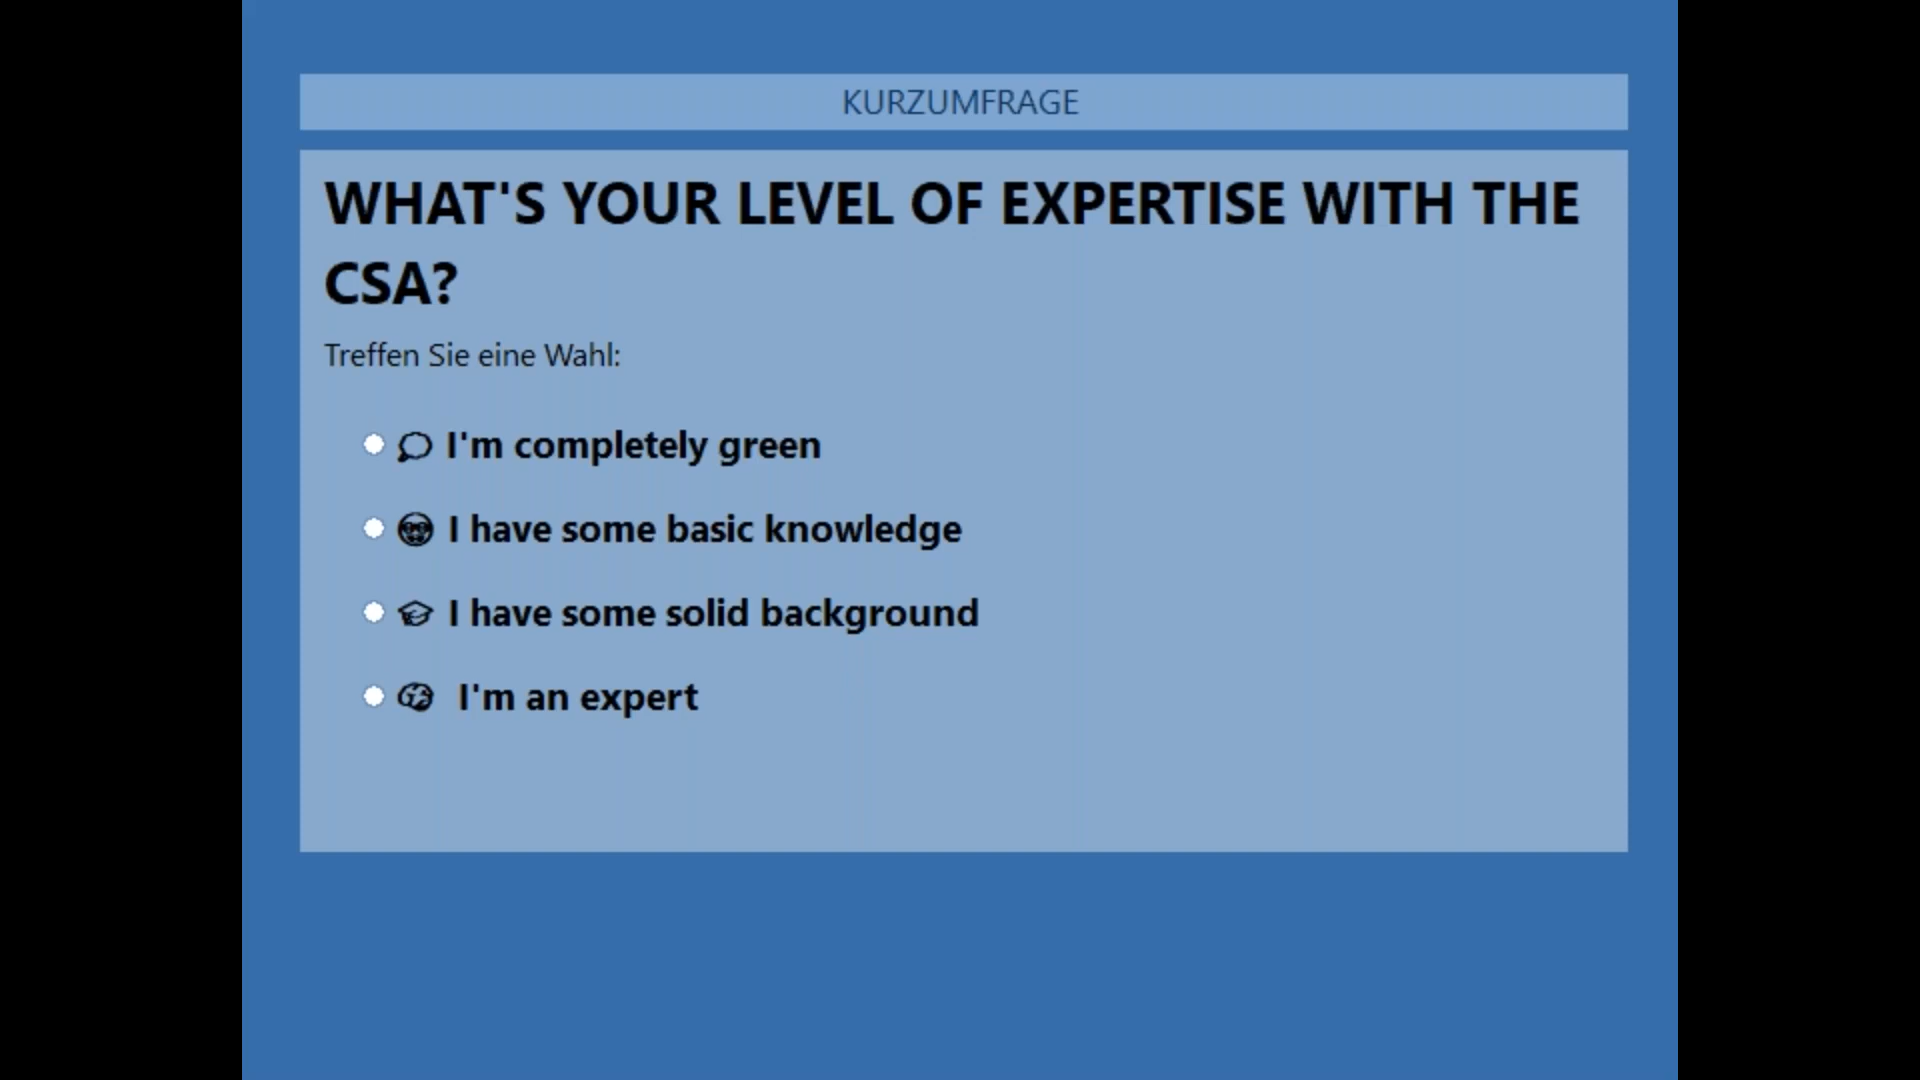 KURZUMFRAGE
WHAT'S YOUR LEVEL OF EXPERTISE WITH THE
CSA?
Treffen Sie eine Wahl:
I'm completely green
I have some basic knowledge
I have some solid background
I'm an expert